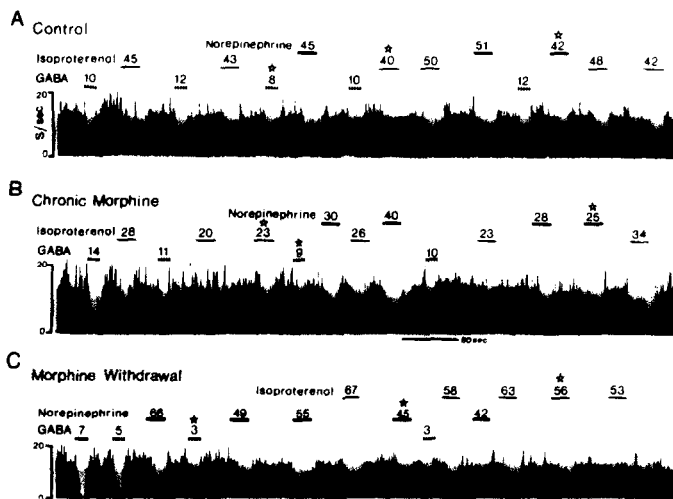 A Control
Norepinephrine 45 ☆ 40 50 51 ☆ 42 48 42
Isoproterenol 45 43
GABA 10 12 ☆ 8 10 12
20
S/sec
0
B Chronic Morphine
Norepinephrine ☆ 23 30 40 28 ☆ 25
Isoproterenol 28 20 26 23 34
GABA 14 11 ☆ 9 10
20
0
60 sec
C Morphine Withdrawal
Isoproterenol 67 58 63 ☆ 56 53
Norepinephrine 66 49 55 ☆ 45 42
GABA 7 5 ☆ 3 3
20
0